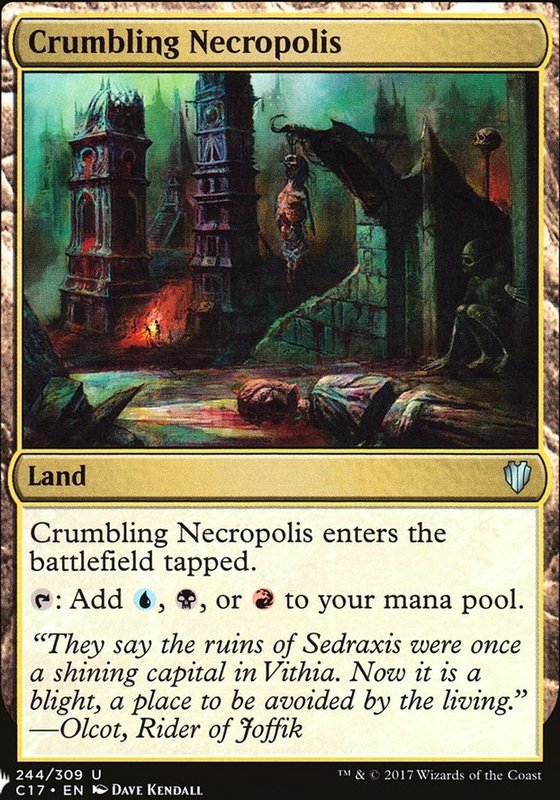 Crumbling Necropolis
Land
Crumbling Necropolis enters the
battlefield tapped.
: Add , , or to your mana pool.
“They say the ruins of Sedraxis were once
a shining capital in Vithia. Now it is a
blight, a place to be avoided by the living.”
—Olcot, Rider of Joffik
244/309 U
C17 • EN Dave Kendall
™ & © 2017 Wizards of the Coast